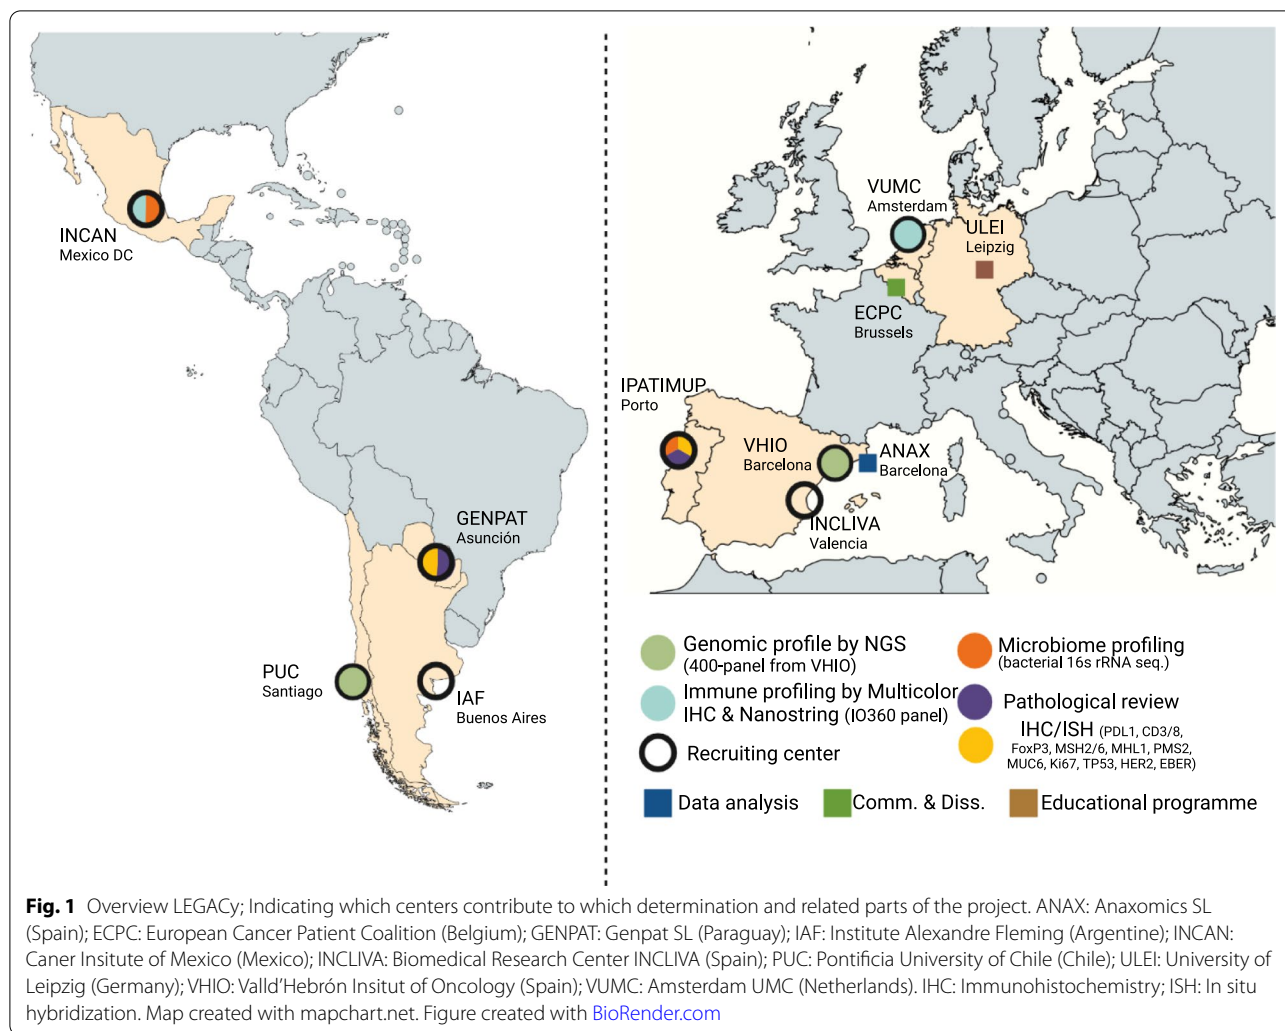 INCAN
Mexico DC
GENPAT
Asunción
PUC
Santiago
IAF
Buenos Aires
VUMC
Amsterdam
ULEI
Leipzig
ECPC
Brussels
IPATIMUP
Porto
VHIO
Barcelona
ANAX
Barcelona
INCLIVA
Valencia
Genomic profile by NGS
(400-panel from VHIO)
Immune profiling by Multicolor
IHC & Nanostring (IO360 panel)
Recruiting center
Microbiome profiling
(bacterial 16s rRNA seq.)
Pathological review
IHC/ISH (PDL1, CD3/8,
FoxP3, MSH2/6, MHL1, PMS2,
MUC6, Ki67, TP53, HER2, EBER)
Data analysis
Comm. & Diss.
Educational programme
Fig. 1 Overview LEGACy; Indicating which centers contribute to which determination and related parts of the project. ANAX: Anaxomics SL
(Spain); ECPC: European Cancer Patient Coalition (Belgium); GENPAT: Genpat SL (Paraguay); IAF: Institute Alexandre Fleming (Argentine); INCAN:
Caner Insitute of Mexico (Mexico); INCLIVA: Biomedical Research Center INCLIVA (Spain); PUC: Pontificia University of Chile (Chile); ULEI: University of
Leipzig (Germany); VHIO: Valld'Hebrón Insitut of Oncology (Spain); VUMC: Amsterdam UMC (Netherlands). IHC: Immunohistochemistry; ISH: In situ
hybridization. Map created with mapchart.net. Figure created with BioRender.com